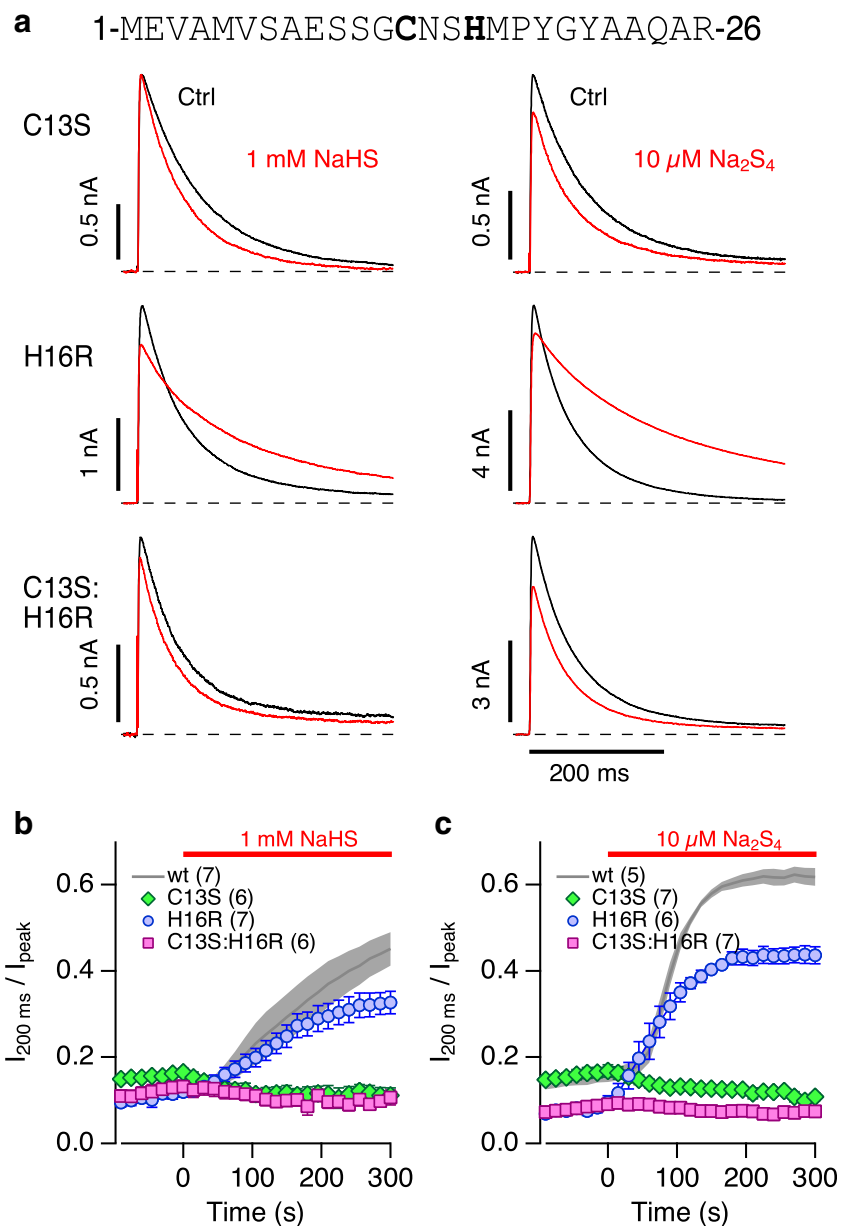 a
1-MEVAMVSAESSGCNSHMPYGYAAQAR-26
C13S
Ctrl
1 mM NaHS
0.5 nA
Ctrl
10 µM Na₂S₄
0.5 nA
H16R
1 nA
4 nA
C13S:
H16R
0.5 nA
3 nA
200 ms
b
1 mM NaHS
wt (7)
C13S (6)
H16R (7)
C13S:H16R (6)
I200 ms / Ipeak
0.6
0.4
0.2
0.0
0
100
200
300
Time (s)
c
10 µM Na₂S₄
wt (5)
C13S (7)
H16R (6)
C13S:H16R (7)
0.6
0.4
0.2
0.0
0
100
200
300
Time (s)